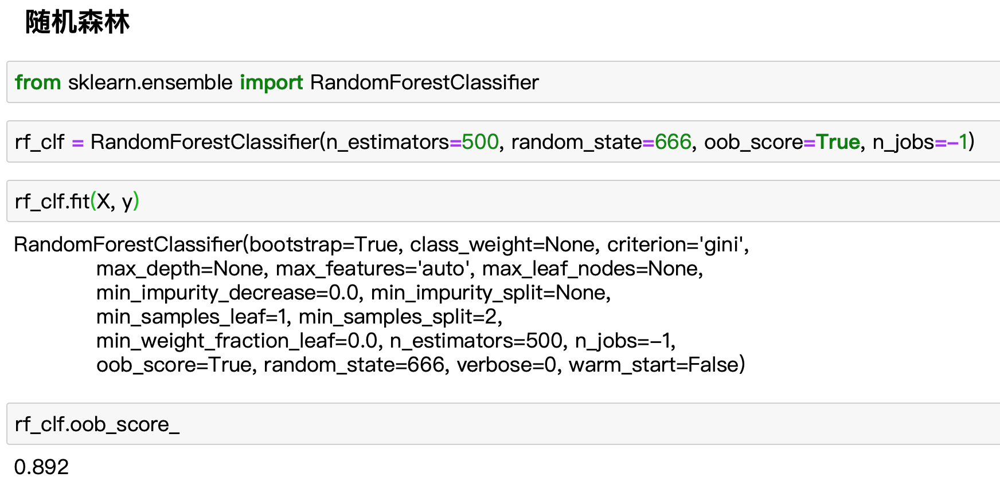 随机森林
from sklearn.ensemble import RandomForestClassifier
rf_clf = RandomForestClassifier(n_estimators=500, random_state=666, oob_score=True, n_jobs=-1)
rf_clf.fit(X, y)
RandomForestClassifier(bootstrap=True, class_weight=None, criterion='gini',
max_depth=None, max_features='auto', max_leaf_nodes=None,
min_impurity_decrease=0.0, min_impurity_split=None,
min_samples_leaf=1, min_samples_split=2,
min_weight_fraction_leaf=0.0, n_estimators=500, n_jobs=-1,
oob_score=True, random_state=666, verbose=0, warm_start=False)
rf_clf.oob_score_
0.892